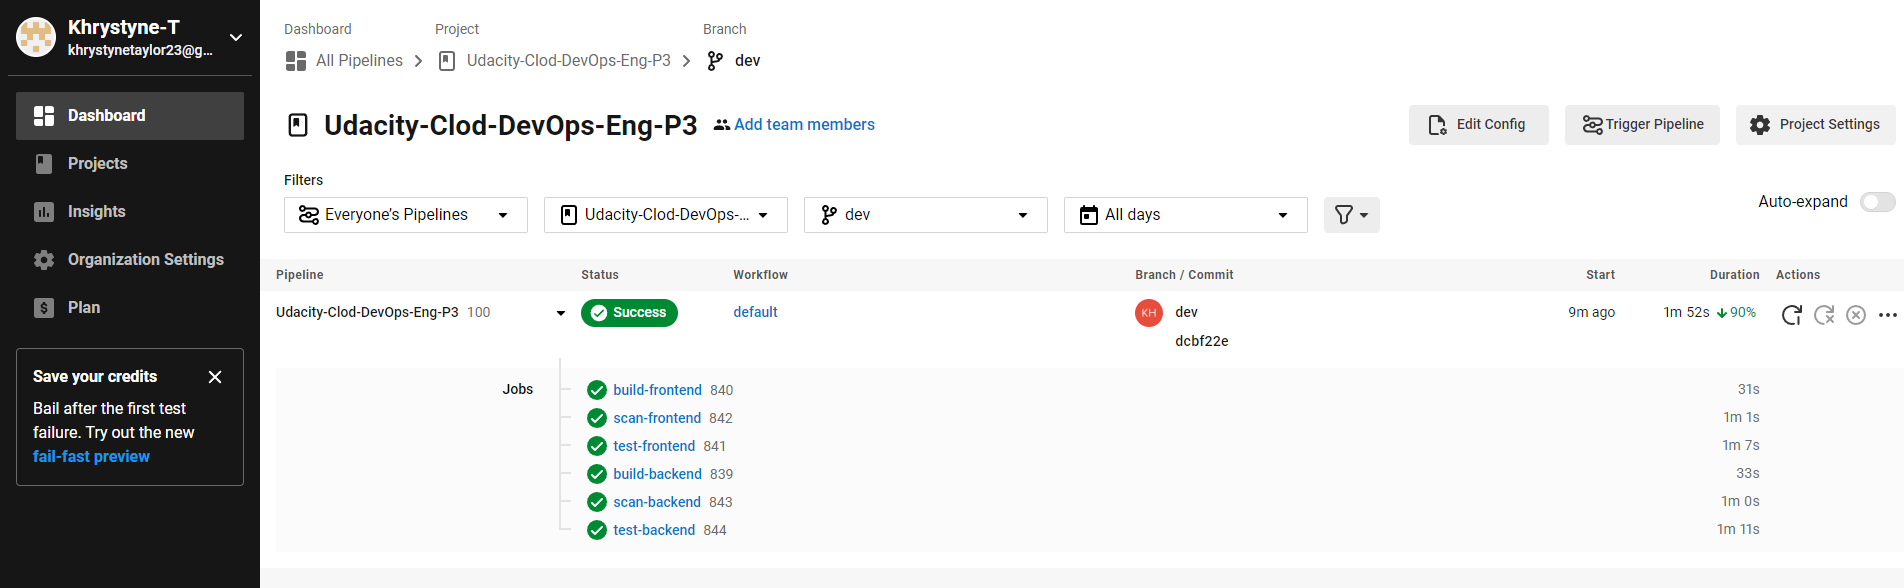 Khrystyne-T
khrystynetaylor23@g...
Dashboard
Projects
Insights
Organization Settings
Plan
Save your credits
Bail after the first test
failure. Try out the new
fail-fast preview
Dashboard Project Branch
All Pipelines Udacity-Clod-DevOps-Eng-P3 dev
Udacity-Clod-DevOps-Eng-P3 Add team members
Edit Config Trigger Pipeline Project Settings
Filters
Everyone’s Pipelines Udacity-Clod-DevOps-... dev All days
Auto-expand
Pipeline Status Workflow Branch / Commit Start Duration Actions
Udacity-Clod-DevOps-Eng-P3 100 Success default KH dev 9m ago 1m 52s 90%
dcbf22e
Jobs build-frontend 840 31s
scan-frontend 842 1m 1s
test-frontend 841 1m 7s
build-backend 839 33s
scan-backend 843 1m 0s
test-backend 844 1m 11s